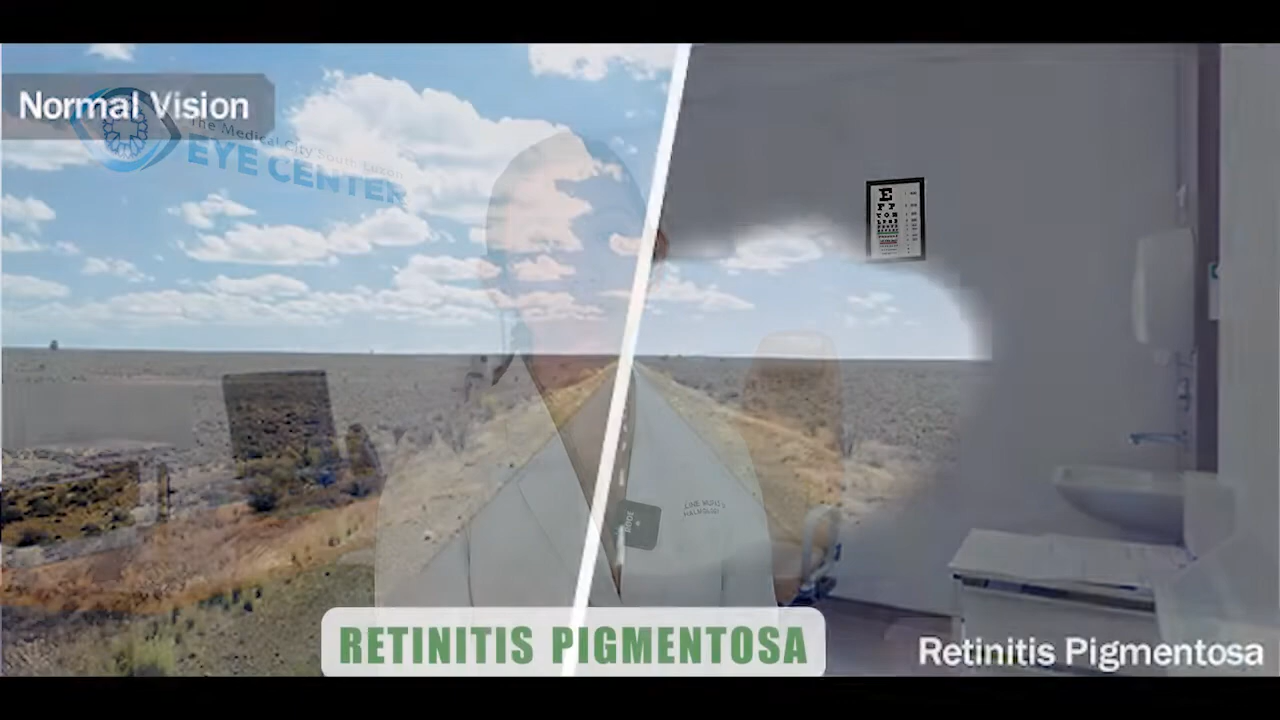 Normal Vision
The Medical City South Luzon
EYE CENTER
E
F P
RETINITIS PIGMENTOSA
Retinitis Pigmentosa